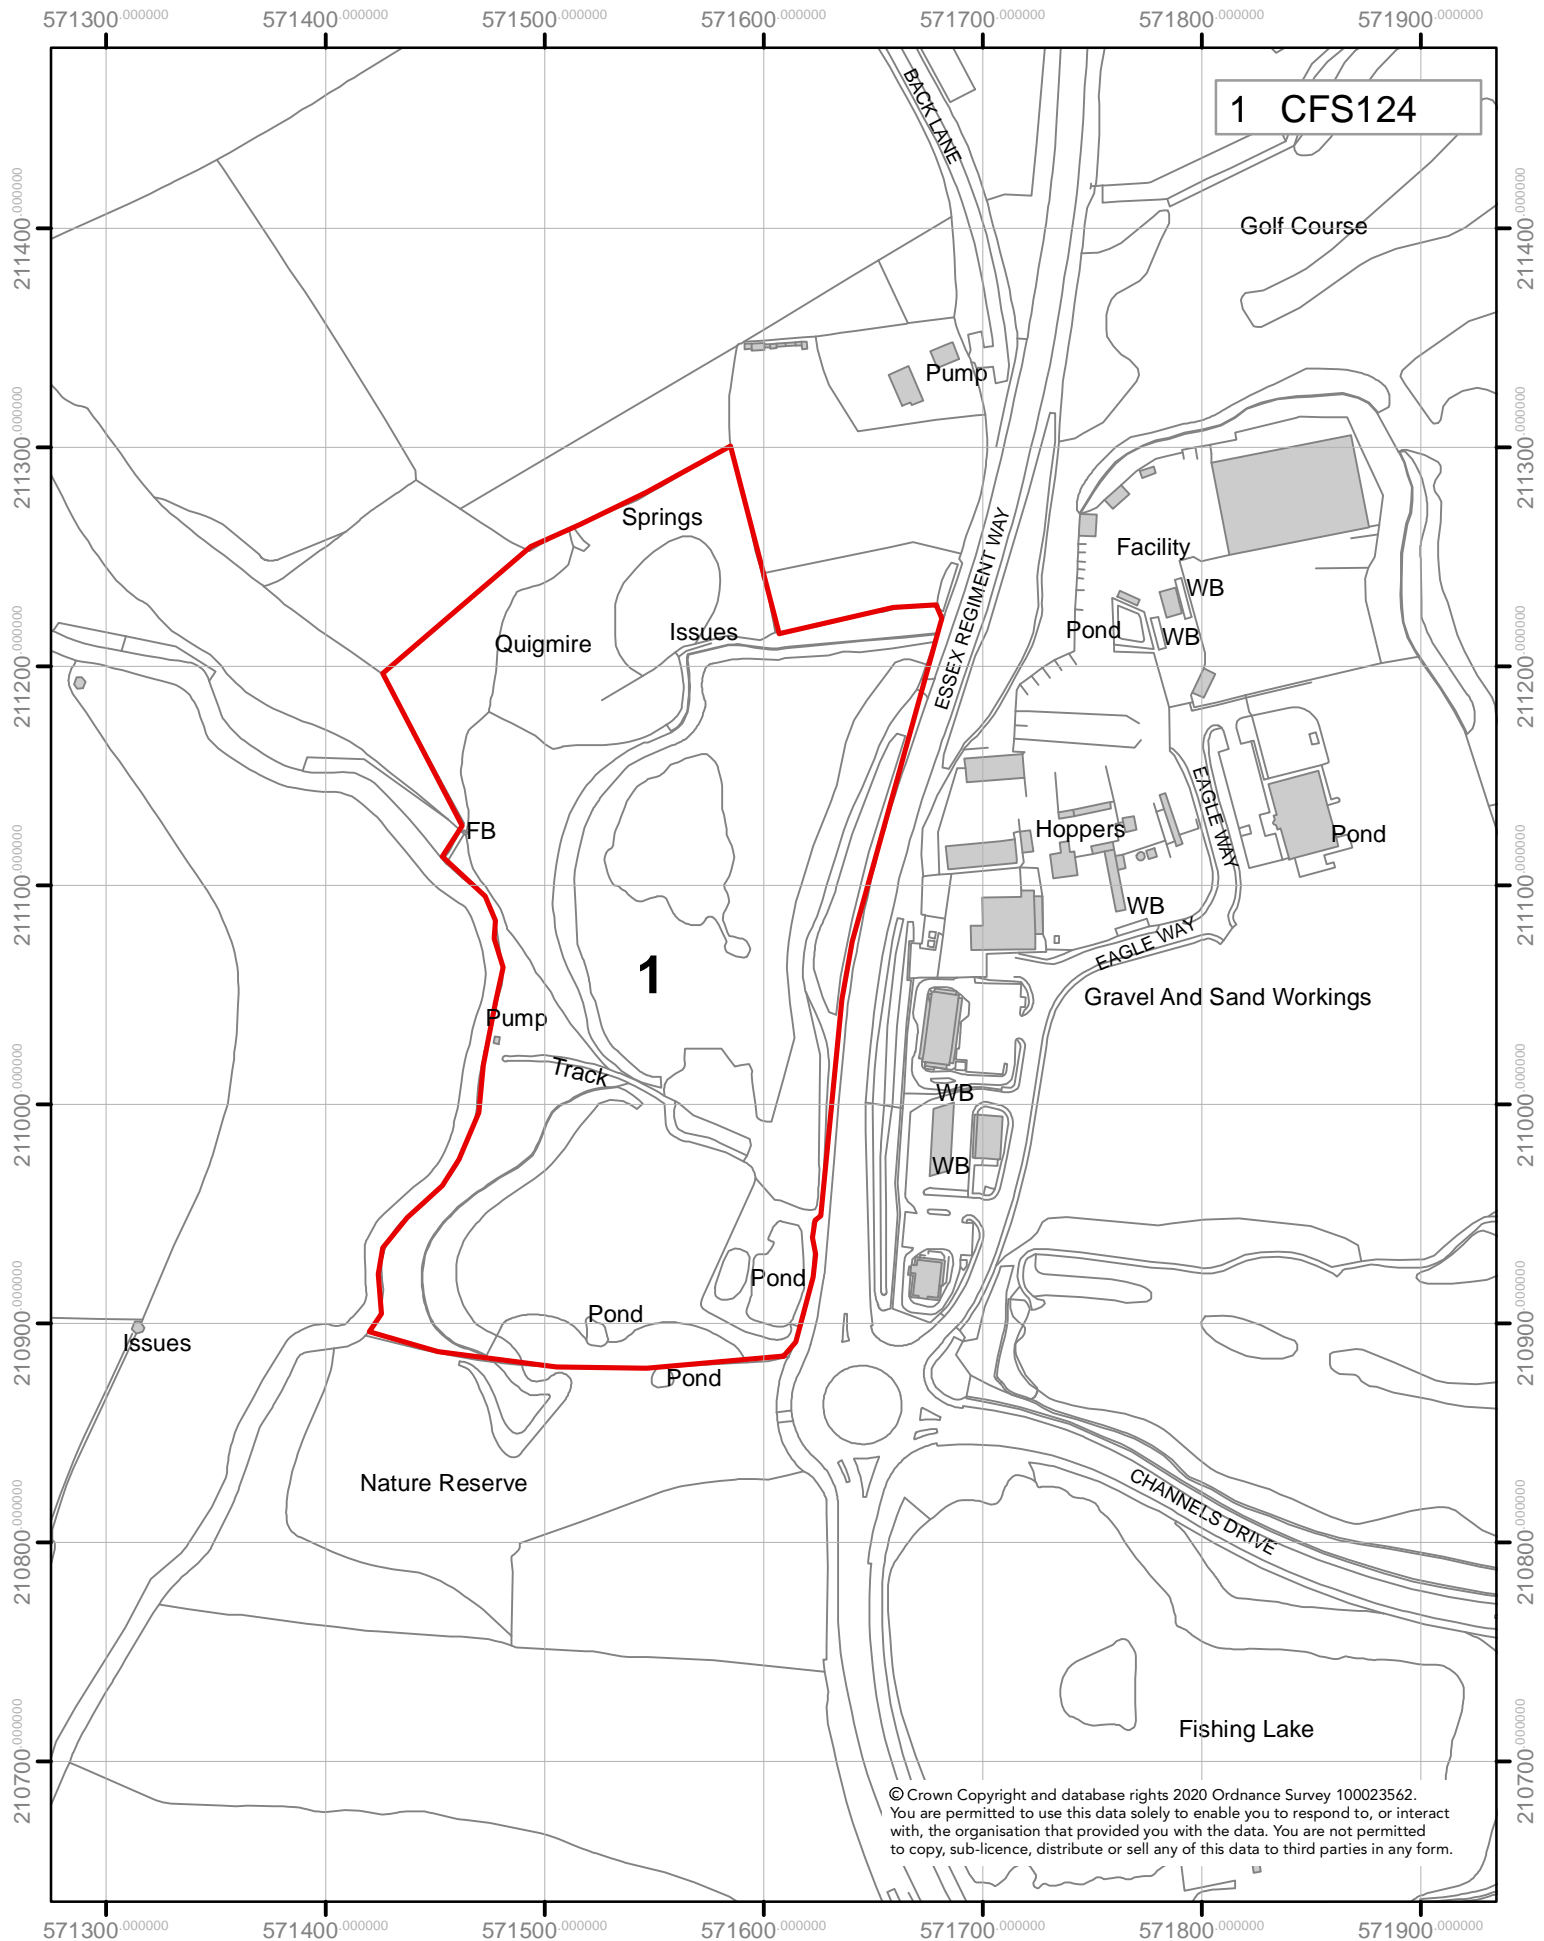 571300.000000 571400.000000 571500.000000 571600.000000 571700.000000 571800.000000 571900.000000
1 CFS124
BACK LANE
211400.000000
Golf Course
211400.000000
Pump
211300.000000
211300.000000
Springs
ESSEX REGIMENT WAY
Facility
WB
Quigmire
Issues
Pond
WB
211200.000000
211200.000000
EAGLE WAY
FB
Hoppers
Pond
211100.000000
211100.000000
WB
EAGLE WAY
1
Gravel And Sand Workings
Pump
Track
WB
211000.000000
211000.000000
WB
Pond
Pond
210900.000000
210900.000000
Issues
Pond
Nature Reserve
CHANNELS DRIVE
210800.000000
210800.000000
Fishing Lake
210700.000000
210700.000000
© Crown Copyright and database rights 2020 Ordnance Survey 100023562.
You are permitted to use this data solely to enable you to respond to, or interact
with, the organisation that provided you with the data. You are not permitted
to copy, sub-licence, distribute or sell any of this data to third parties in any form.
571300.000000 571400.000000 571500.000000 571600.000000 571700.000000 571800.000000 571900.000000